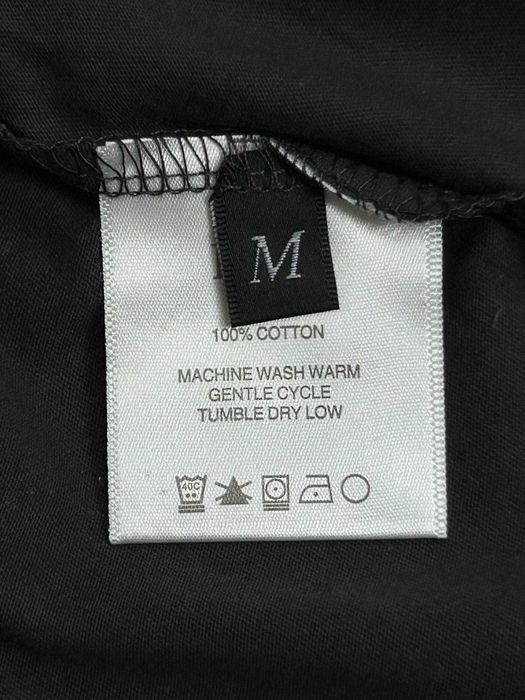 M
100% COTTON
MACHINE WASH WARM
GENTLE CYCLE
TUMBLE DRY LOW
40C